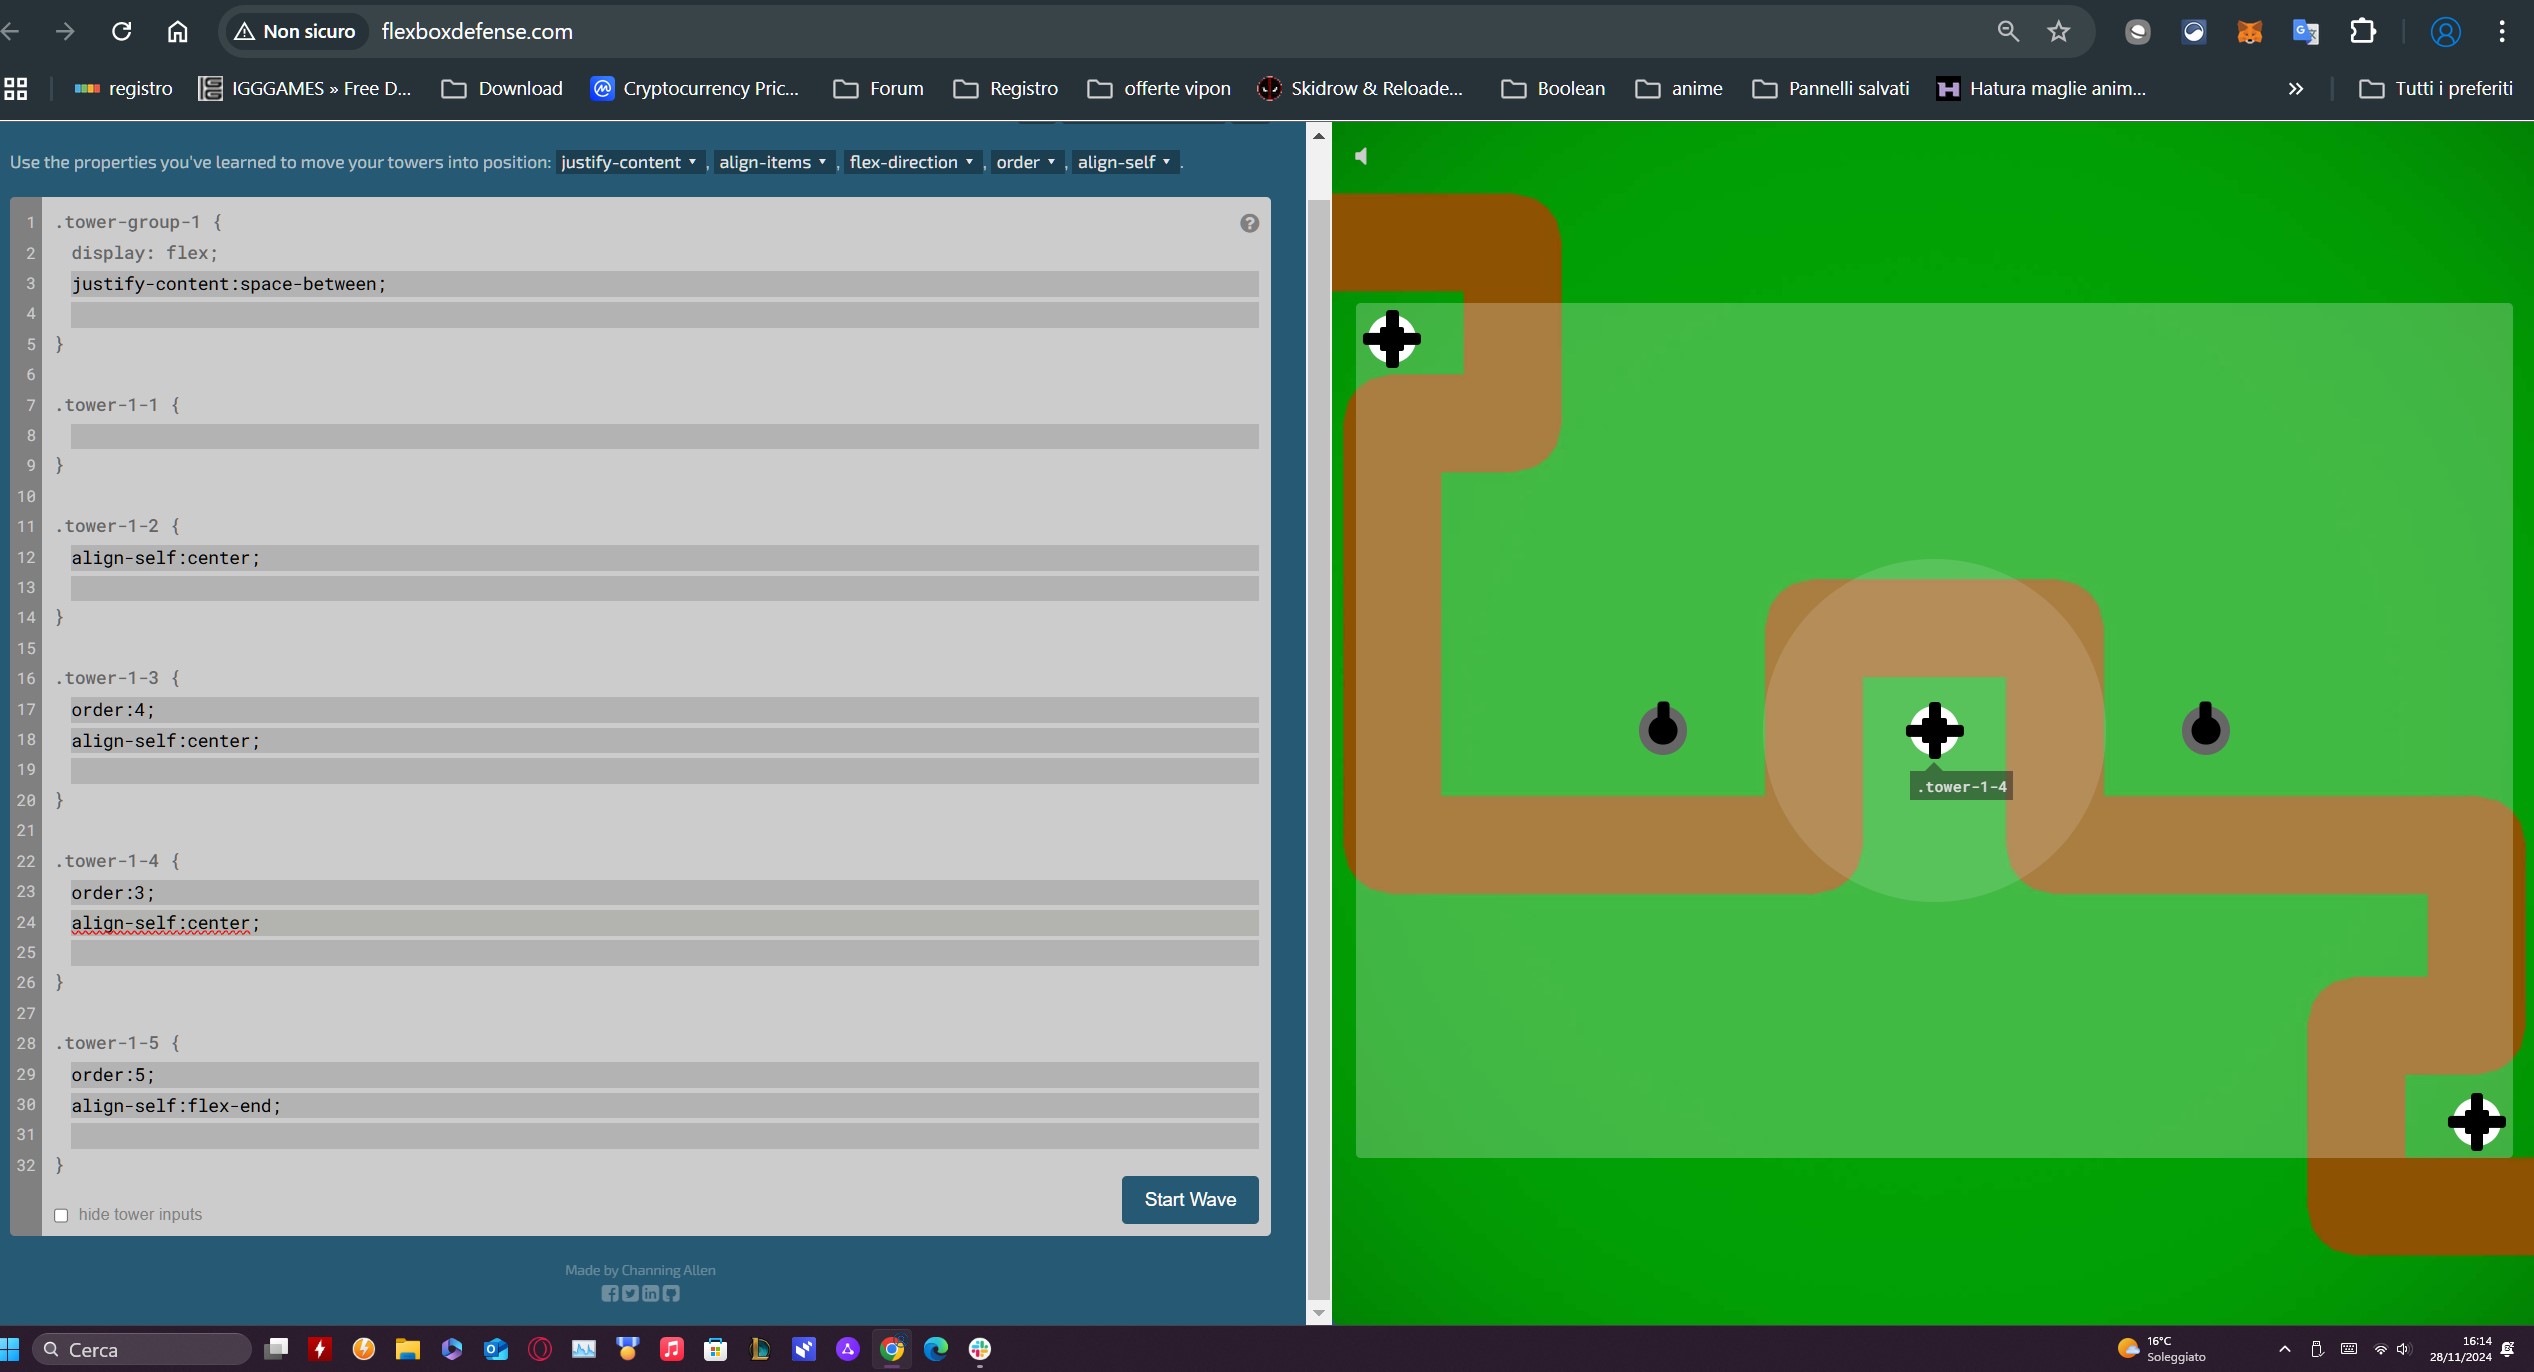 Non sicuro
flexboxdefense.com
registro
IGGGAMES » Free D...
Download
Cryptocurrency Pric...
Forum
Registro
offerte vipon
Skidrow & Reloade...
Boolean
anime
Pannelli salvati
Hatura maglie anim...
»
Tutti i preferiti
Use the properties you've learned to move your towers into position: justify-content ▼, align-items ▼, flex-direction ▼, order ▼, align-self ▼.
1 .tower-group-1 {
2 display: flex;
3 justify-content:space-between;
4
5 }
6
7 .tower-1-1 {
8
9 }
10
11 .tower-1-2 {
12 align-self:center;
13
14 }
15
16 .tower-1-3 {
17 order:4;
18 align-self:center;
19
20 }
21
22 .tower-1-4 {
23 order:3;
24 align-self:center;
25
26 }
27
28 .tower-1-5 {
29 order:5;
30 align-self:flex-end;
31
32 }
hide tower inputs
Start Wave
Made by Channing Allen
.tower-1-4
Cerca
16°C
Soleggiato
16:14
28/11/2024